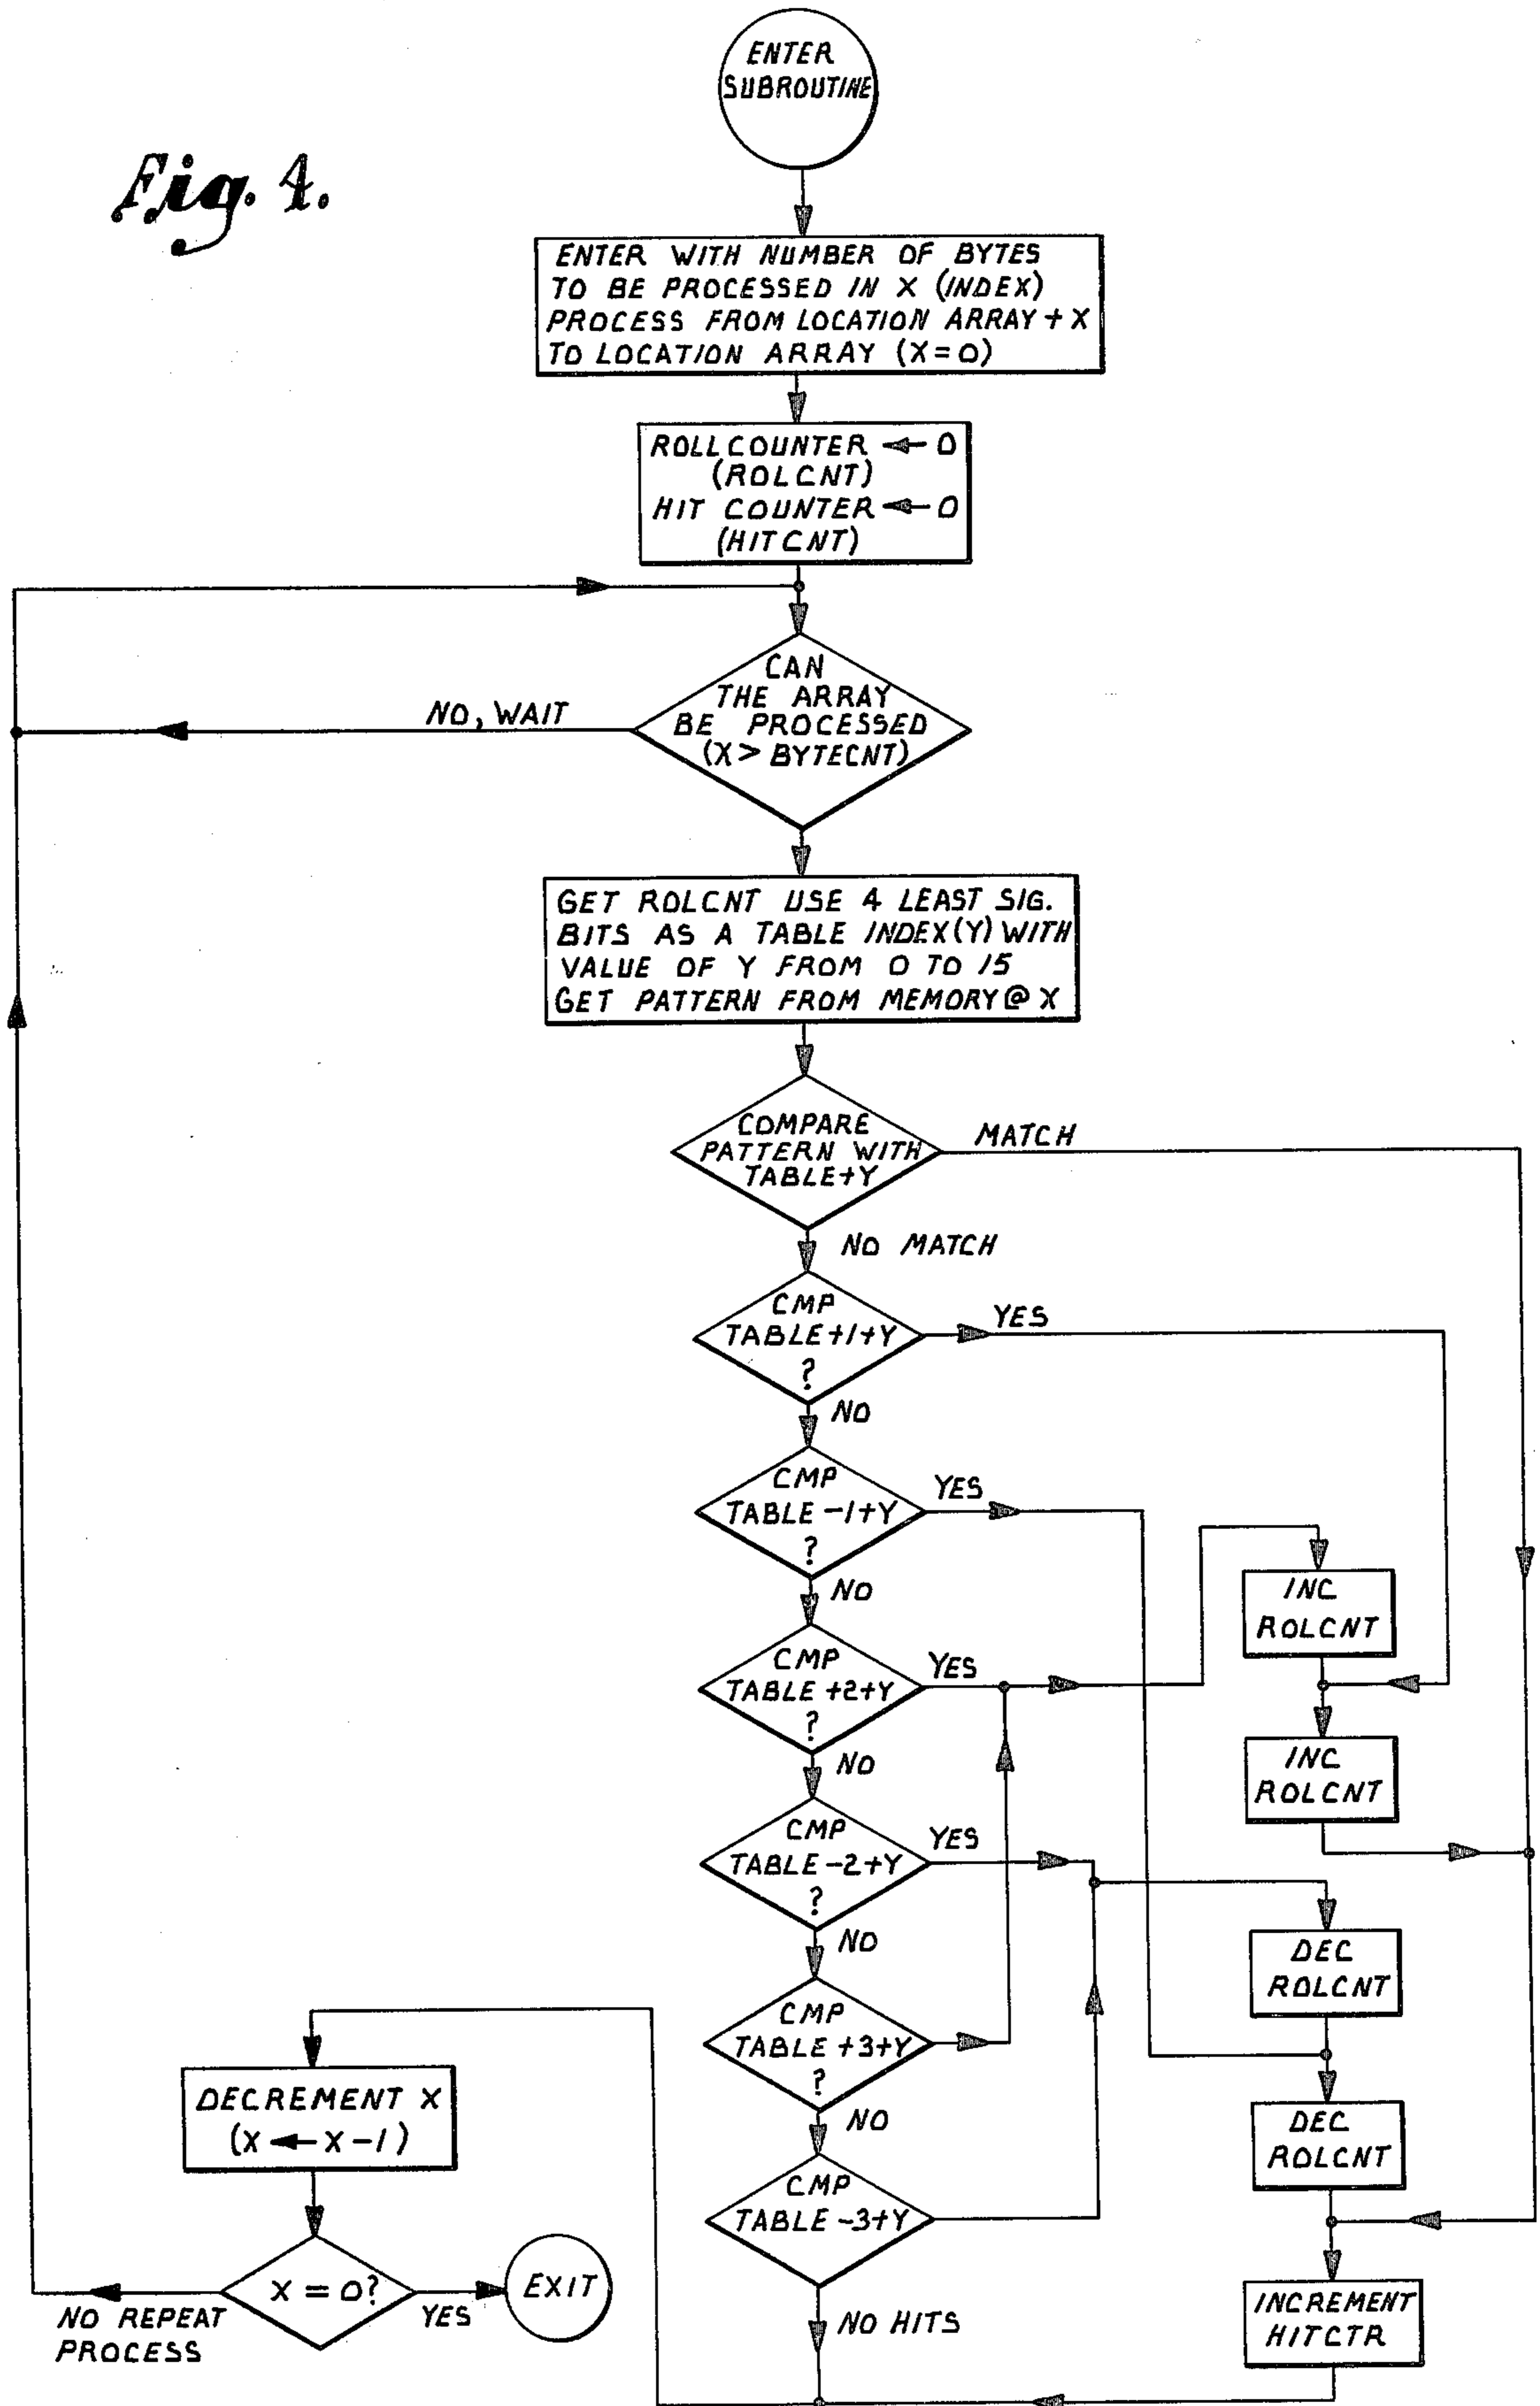 Fig. 4.
ENTER
SUBROUTINE
ENTER WITH NUMBER OF BYTES
TO BE PROCESSED IN X (INDEX)
PROCESS FROM LOCATION ARRAY + X
TO LOCATION ARRAY (X=0)
ROLL COUNTER ← 0
(ROLCNT)
HIT COUNTER ← 0
(HITCNT)
CAN
THE ARRAY
BE PROCESSED
(X > BYTECNT)
NO, WAIT
GET ROLCNT USE 4 LEAST SIG.
BITS AS A TABLE INDEX(Y) WITH
VALUE OF Y FROM 0 TO 15
GET PATTERN FROM MEMORY @ X
COMPARE
PATTERN WITH
TABLE+Y
MATCH
NO MATCH
CMP
TABLE+1+Y
?
YES
NO
CMP
TABLE -1+Y
?
YES
NO
INC
ROLCNT
CMP
TABLE +2+Y
?
YES
NO
INC
ROLCNT
CMP
TABLE -2+Y
?
YES
NO
DEC
ROLCNT
CMP
TABLE +3+Y
?
NO
DEC
ROLCNT
CMP
TABLE -3+Y
NO HITS
INCREMENT
HITCTR
DECREMENT X
(X ← X-1)
X = 0?
YES
EXIT
NO REPEAT
PROCESS